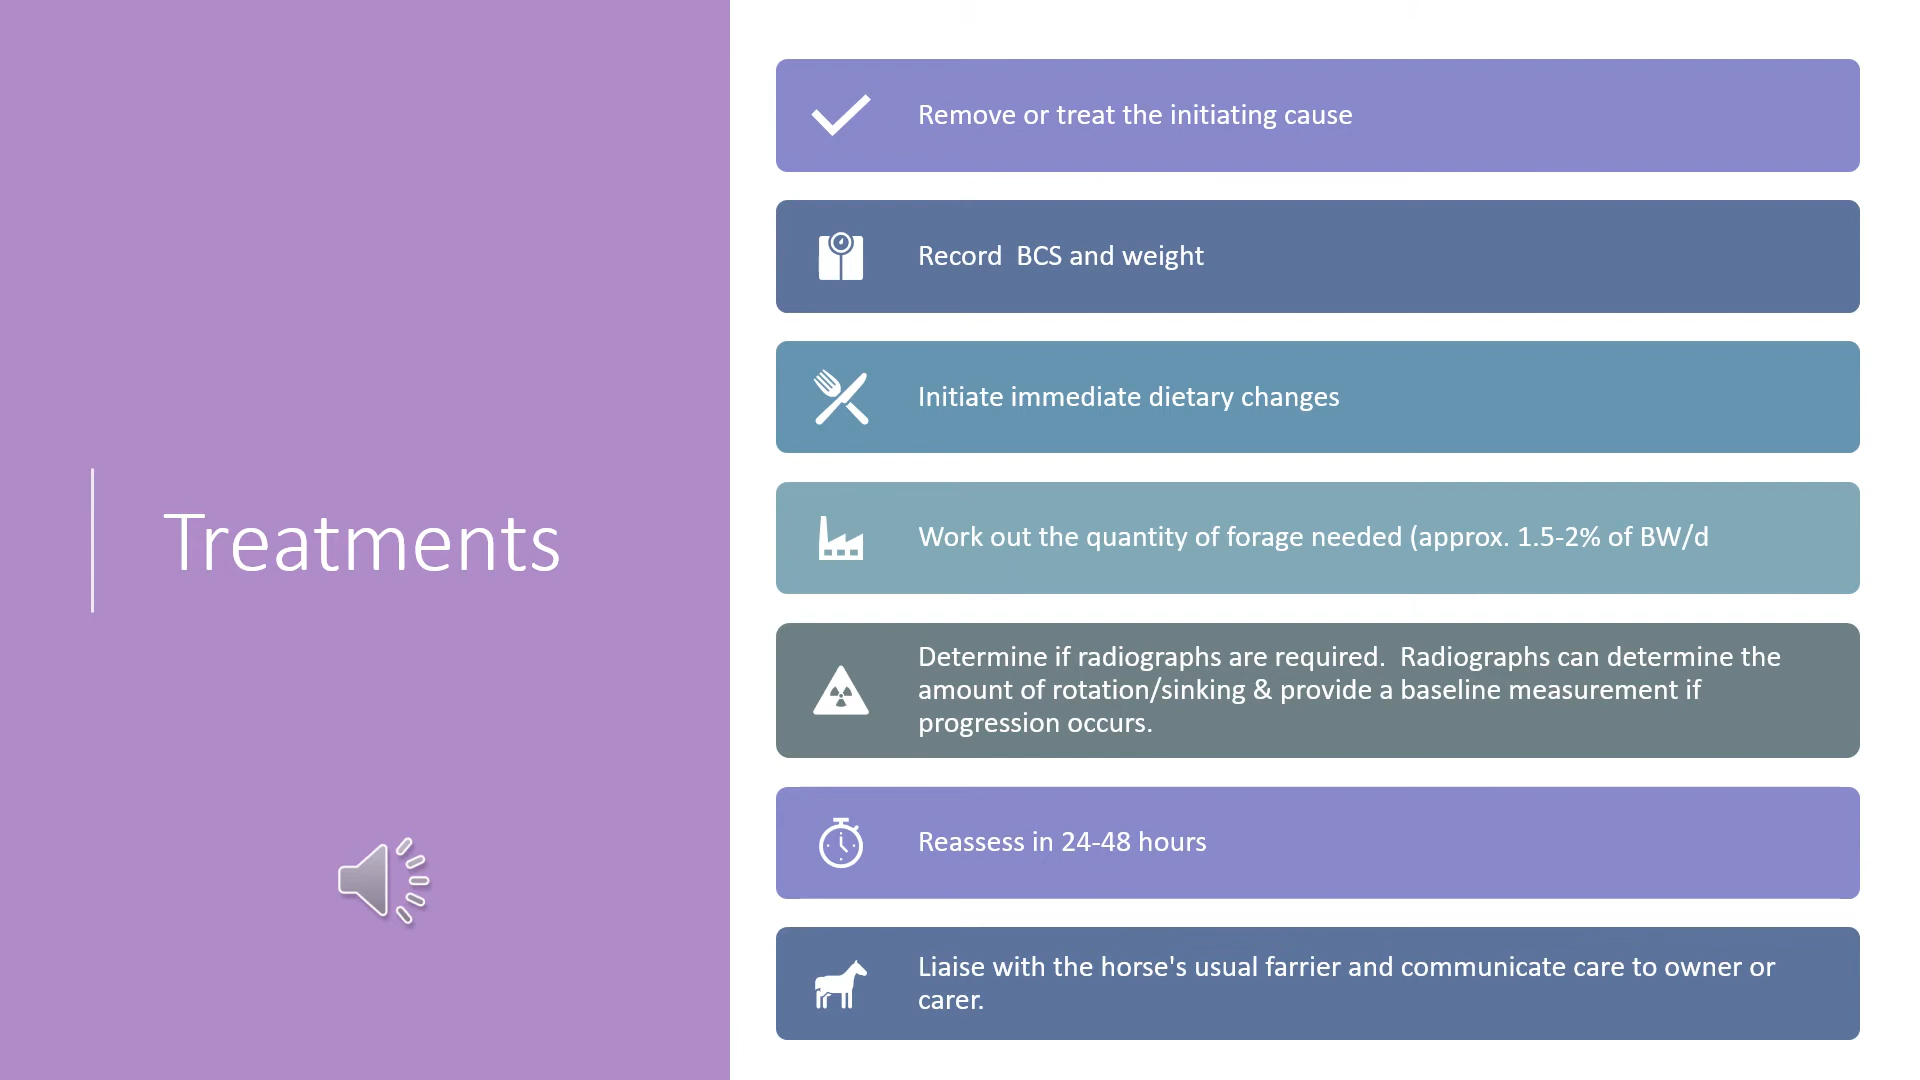 Treatments
Remove or treat the initiating cause
Record  BCS and weight
Initiate immediate dietary changes
Work out the quantity of forage needed (approx. 1.5-2% of BW/d
Determine if radiographs are required.  Radiographs can determine the
amount of rotation/sinking & provide a baseline measurement if
progression occurs.
Reassess in 24-48 hours
Liaise with the horse's usual farrier and communicate care to owner or
carer.